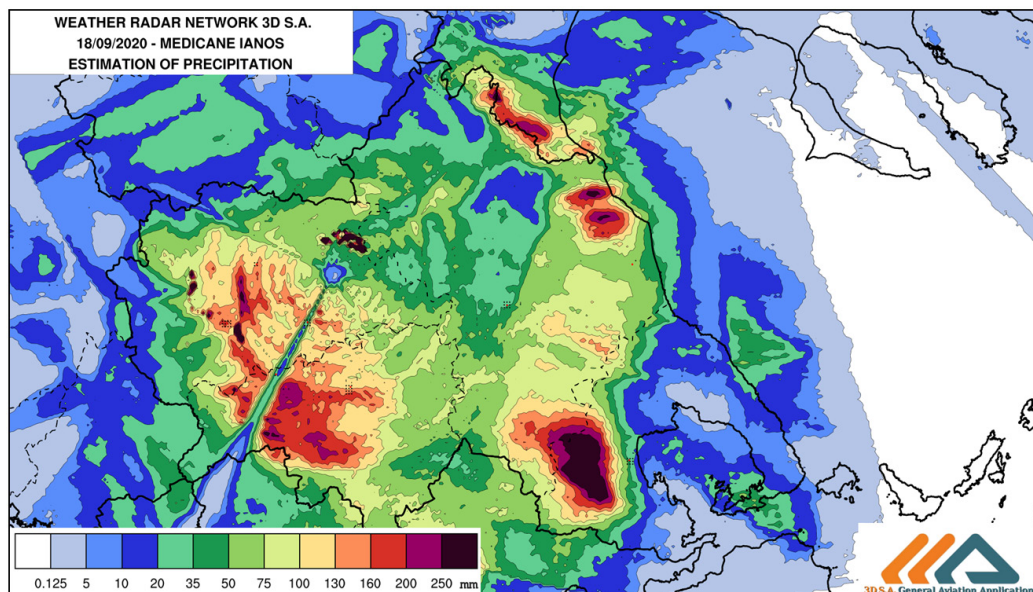 WEATHER RADAR NETWORK 3D S.A.
18/09/2020 - MEDICANE IANOS
ESTIMATION OF PRECIPITATION
0.125 5 10 20 35 50 75 100 130 160 200 250 mm
3D S.A. General Aviation Applications